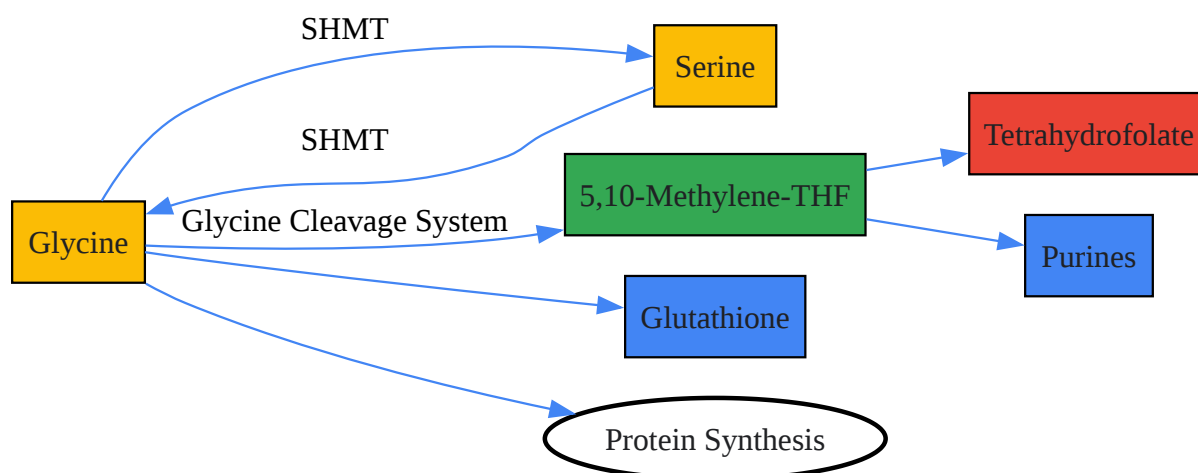 SHMT
Serine
SHMT
Tetrahydrofolate
5,10-Methylene-THF
Glycine Cleavage System
Glycine
Purines
Glutathione
Protein Synthesis